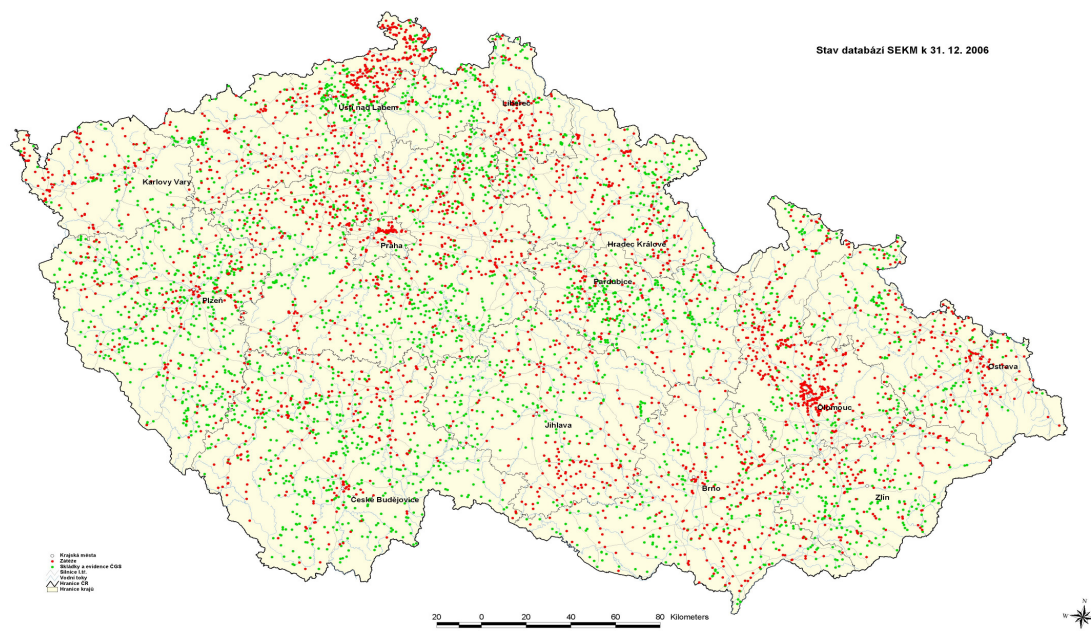 Stav databází SEKM k 31. 12. 2006
Liberec
Ústí nad Labem
Karlovy Vary
Praha
Hradec Králové
Pardubice
Plzeň
Ostrava
Olomouc
Jihlava
Brno
Zlín
České Budějovice
Krajská města
Zátěže
Skládky a evidence ČGS
Silnice I.tř.
Vodní toky
Hranice ČR
Hranice krajů
20 0 20 40 60 80 Kilometers
N
W E
S